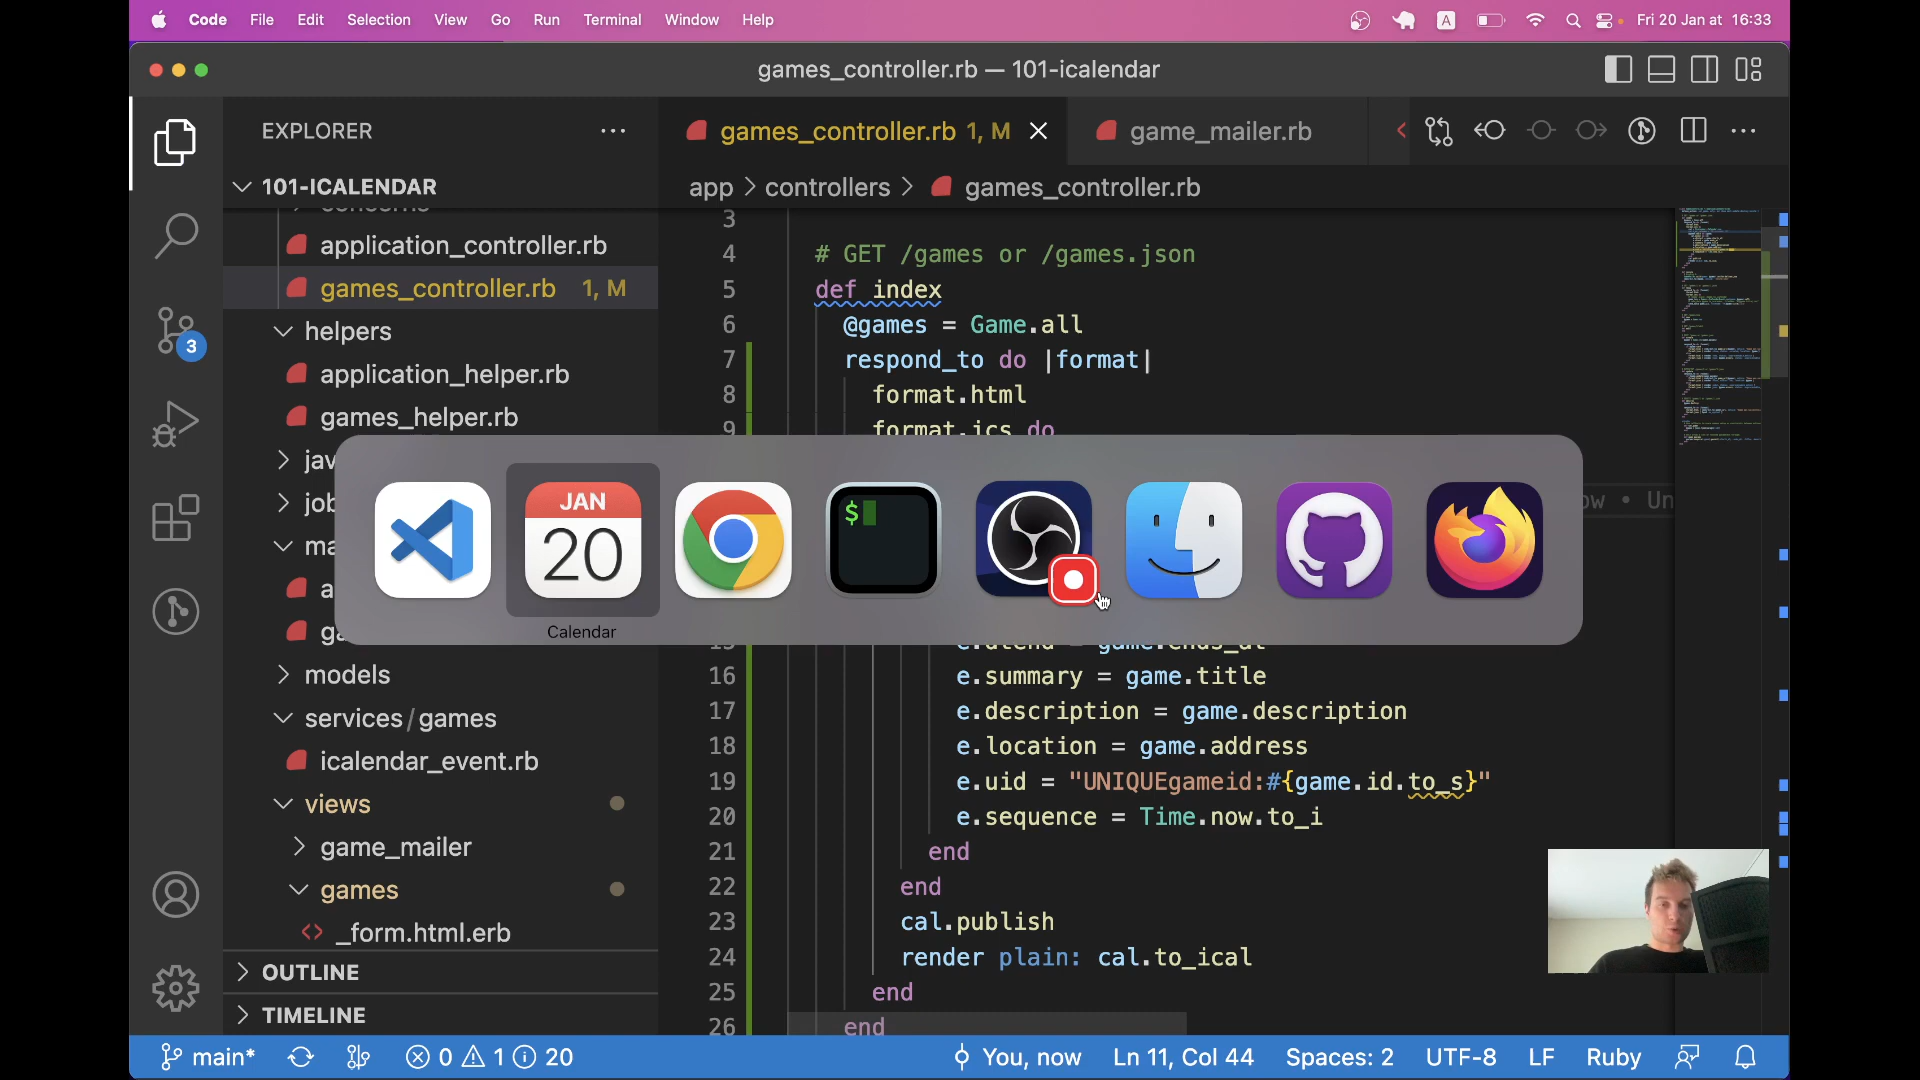 Code File Edit Selection View Go Run Terminal Window Help A Fri 20 Jan at 16:33
games_controller.rb — 101-icalendar
EXPLORER
games_controller.rb 1, M
game_mailer.rb
101-ICALENDAR
app > controllers > games_controller.rb
concerns
application_controller.rb
games_controller.rb 1, M
helpers
application_helper.rb
games_helper.rb
3
services/games
icalendar_event.rb
views
game_mailer
games
_form.html.erb
models
OUTLINE
TIMELINE
3
4 # GET /games or /games.json
5 def index
6 @games = Game.all
7 respond_to do |format|
8 format.html
9 format.ics do
JAN
20
$
Calendar
16 e.summary = game.title
17 e.description = game.description
18 e.location = game.address
19 e.uid = "UNIQUEgameid:#{game.id.to_s}"
20 e.sequence = Time.now.to_i
21 end
22 end
23 cal.publish
24 render plain: cal.to_ical
25 end
26 end
main* 0 1 20 You, now Ln 11, Col 44 Spaces: 2 UTF-8 LF Ruby